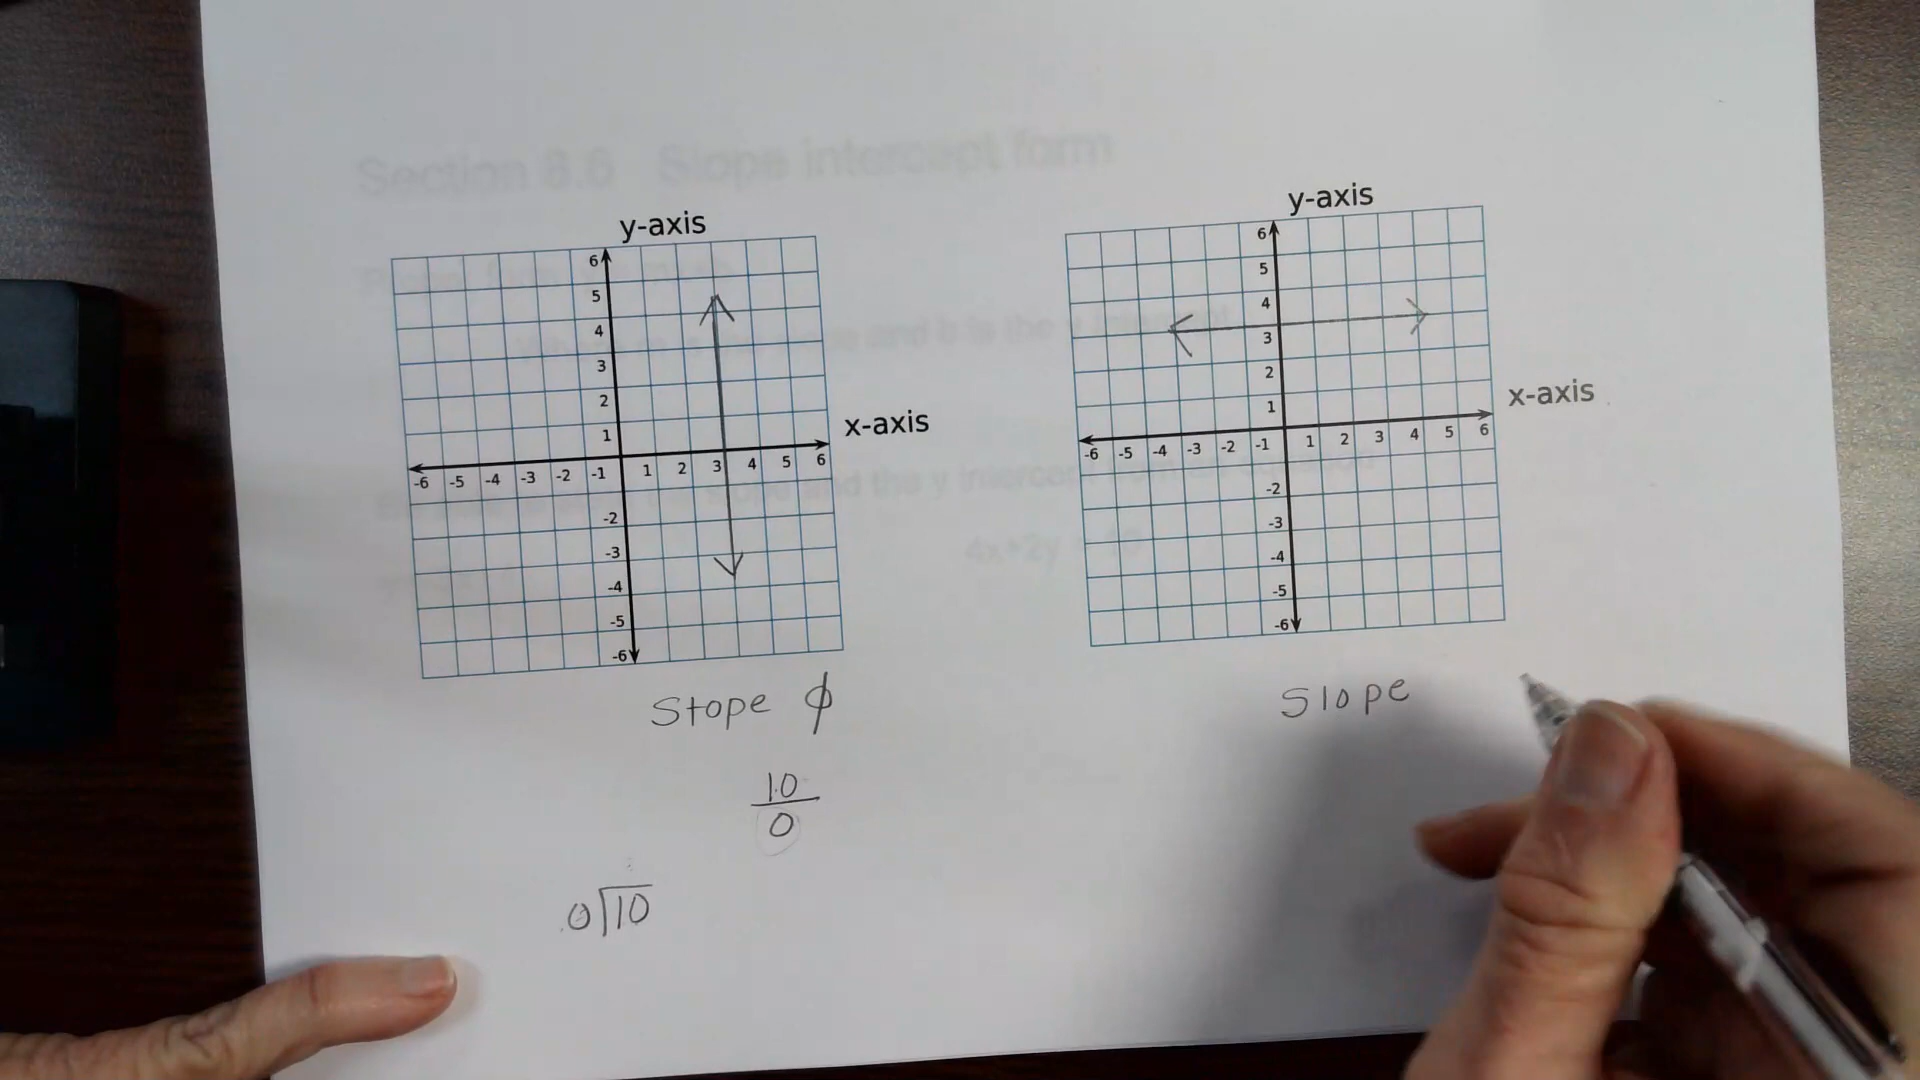 Section 8.6 Slope intercept form
y-axis
6
5
4
3
2
1
x-axis
-6 -5 -4 -3 -2 -1 1 2 3 4 5 6
-2
-3
-4
-5
-6
Slope ϕ
10
0
0 10
y-axis
6
5
4
3
2
1
x-axis
-6 -5 -4 -3 -2 -1 1 2 3 4 5 6
-2
-3
-4
-5
-6
Slope